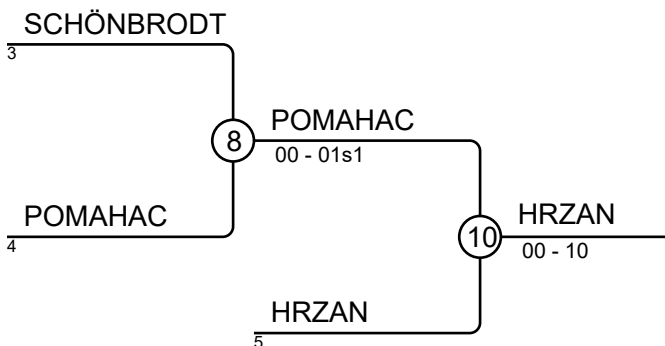 SCHÖNBRODT
3
8
POMAHAC
00 - 01s1
POMAHAC
4
10
HRZAN
00 - 10
HRZAN
5